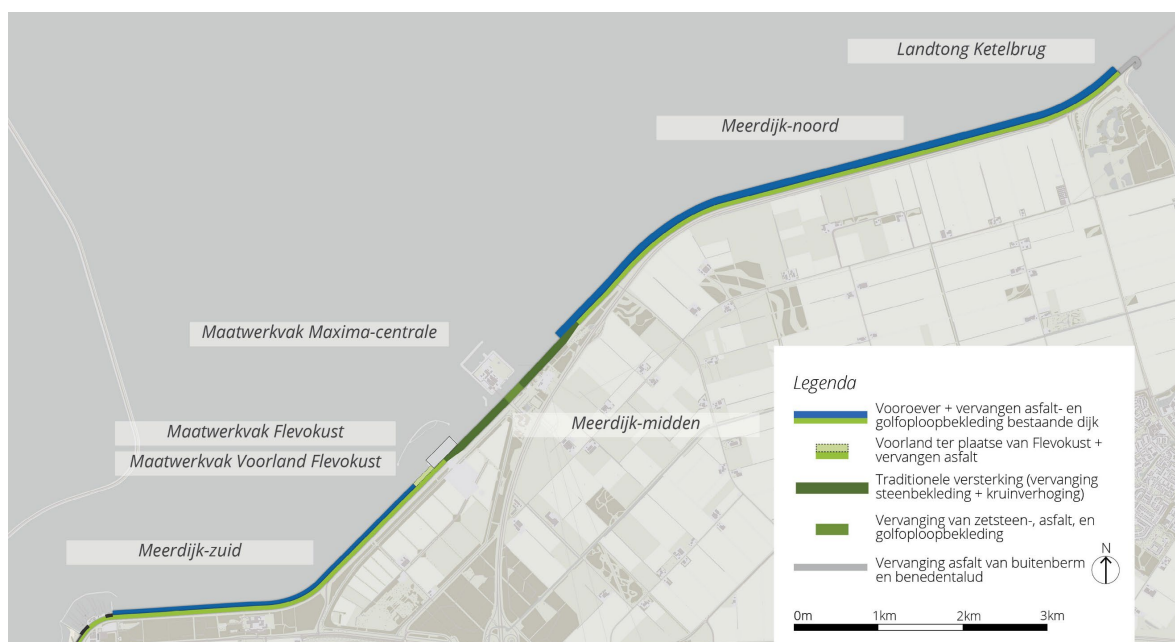 Landtong Ketelbrug
Meerdijk-noord
Maatwerkvak Maxima-centrale
Meerdijk-midden
Maatwerkvak Flevokust
Maatwerkvak Voorland Flevokust
Meerdijk-zuid
Legenda
Vooroever + vervangen asfalt- en
golfoploopbekleding bestaande dijk
Voorland ter plaatse van Flevokust +
vervangen asfalt
Traditionele versterking (vervanging
steenbekleding + kruinverhoging)
Vervanging van zetsteen-, asfalt, en
golfoploopbekleding
Vervanging asfalt van buitenberm
en benedentalud
N
0m 1km 2km 3km